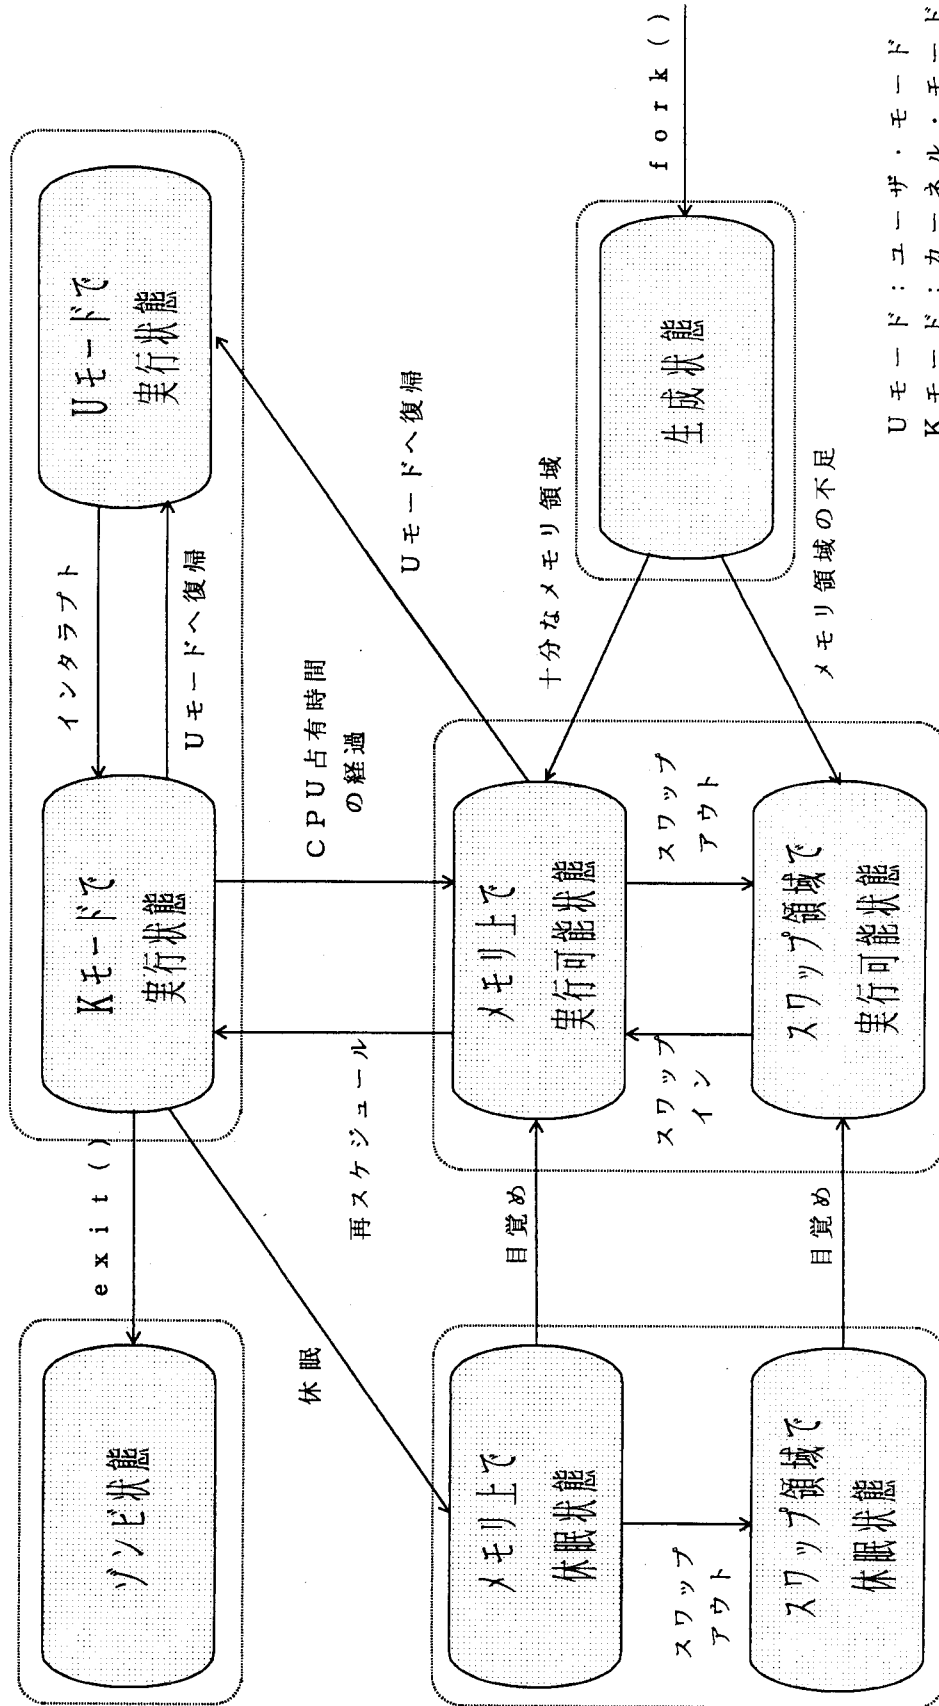 ゾンビ状態
exit()
Kモードで
実行状態
インタラプト
Uモードへ復帰
Uモードで
実行状態
休眠
再スケジュール
CPU占有時間
の経過
Uモードへ復帰
メモリ上で
休眠状態
目覚め
メモリ上で
実行可能状態
十分なメモリ領域
生成状態
fork()
スワップ
アウト
スワップ
イン
スワップ
アウト
メモリ領域の不足
スワップ領域で
休眠状態
目覚め
スワップ領域で
実行可能状態
Uモード:ユーザ・モード
Kモード:カーネル・モード